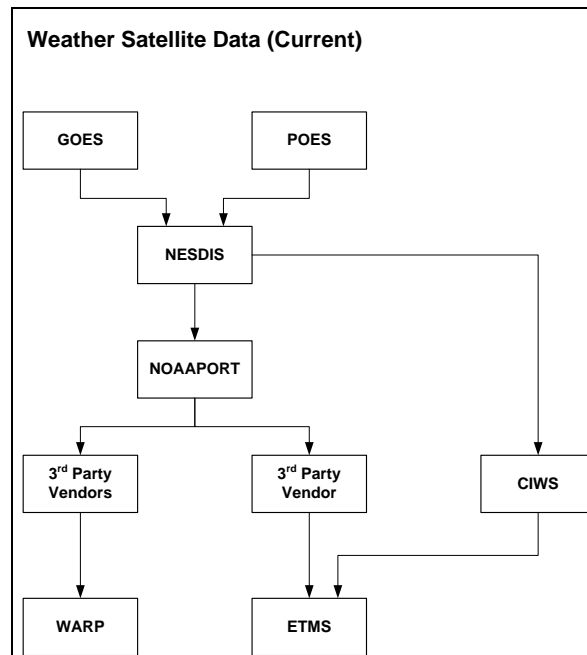 Weather Satellite Data (Current)
GOES
POES
NESDIS
NOAAPORT
3rd Party
Vendors
3rd Party
Vendor
CIWS
WARP
ETMS